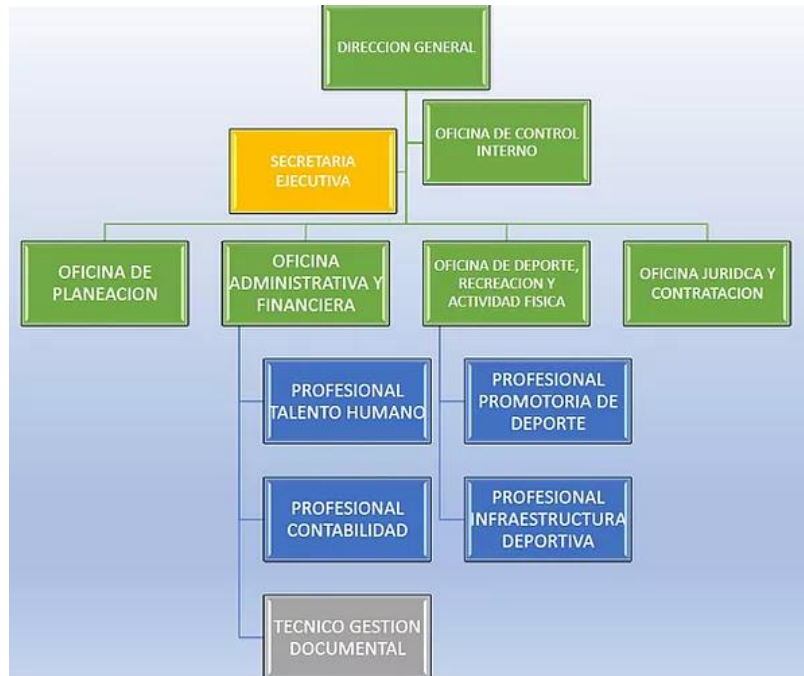 DIRECCION GENERAL
OFICINA DE CONTROL
INTERNO
SECRETARIA
EJECUTIVA
OFICINA DE
PLANEACION
OFICINA
ADMINISTRATIVA Y
FINANCIERA
OFICINA DE DEPORTE,
RECREACION Y
ACTIVIDAD FISICA
OFICINA JURIDCA Y
CONTRATACION
PROFESIONAL
TALENTO HUMANO
PROFESIONAL
PROMOTORIA DE
DEPORTE
PROFESIONAL
CONTABILIDAD
PROFESIONAL
INFRAESTRUCTURA
DEPORTIVA
TECNICO GESTION
DOCUMENTAL